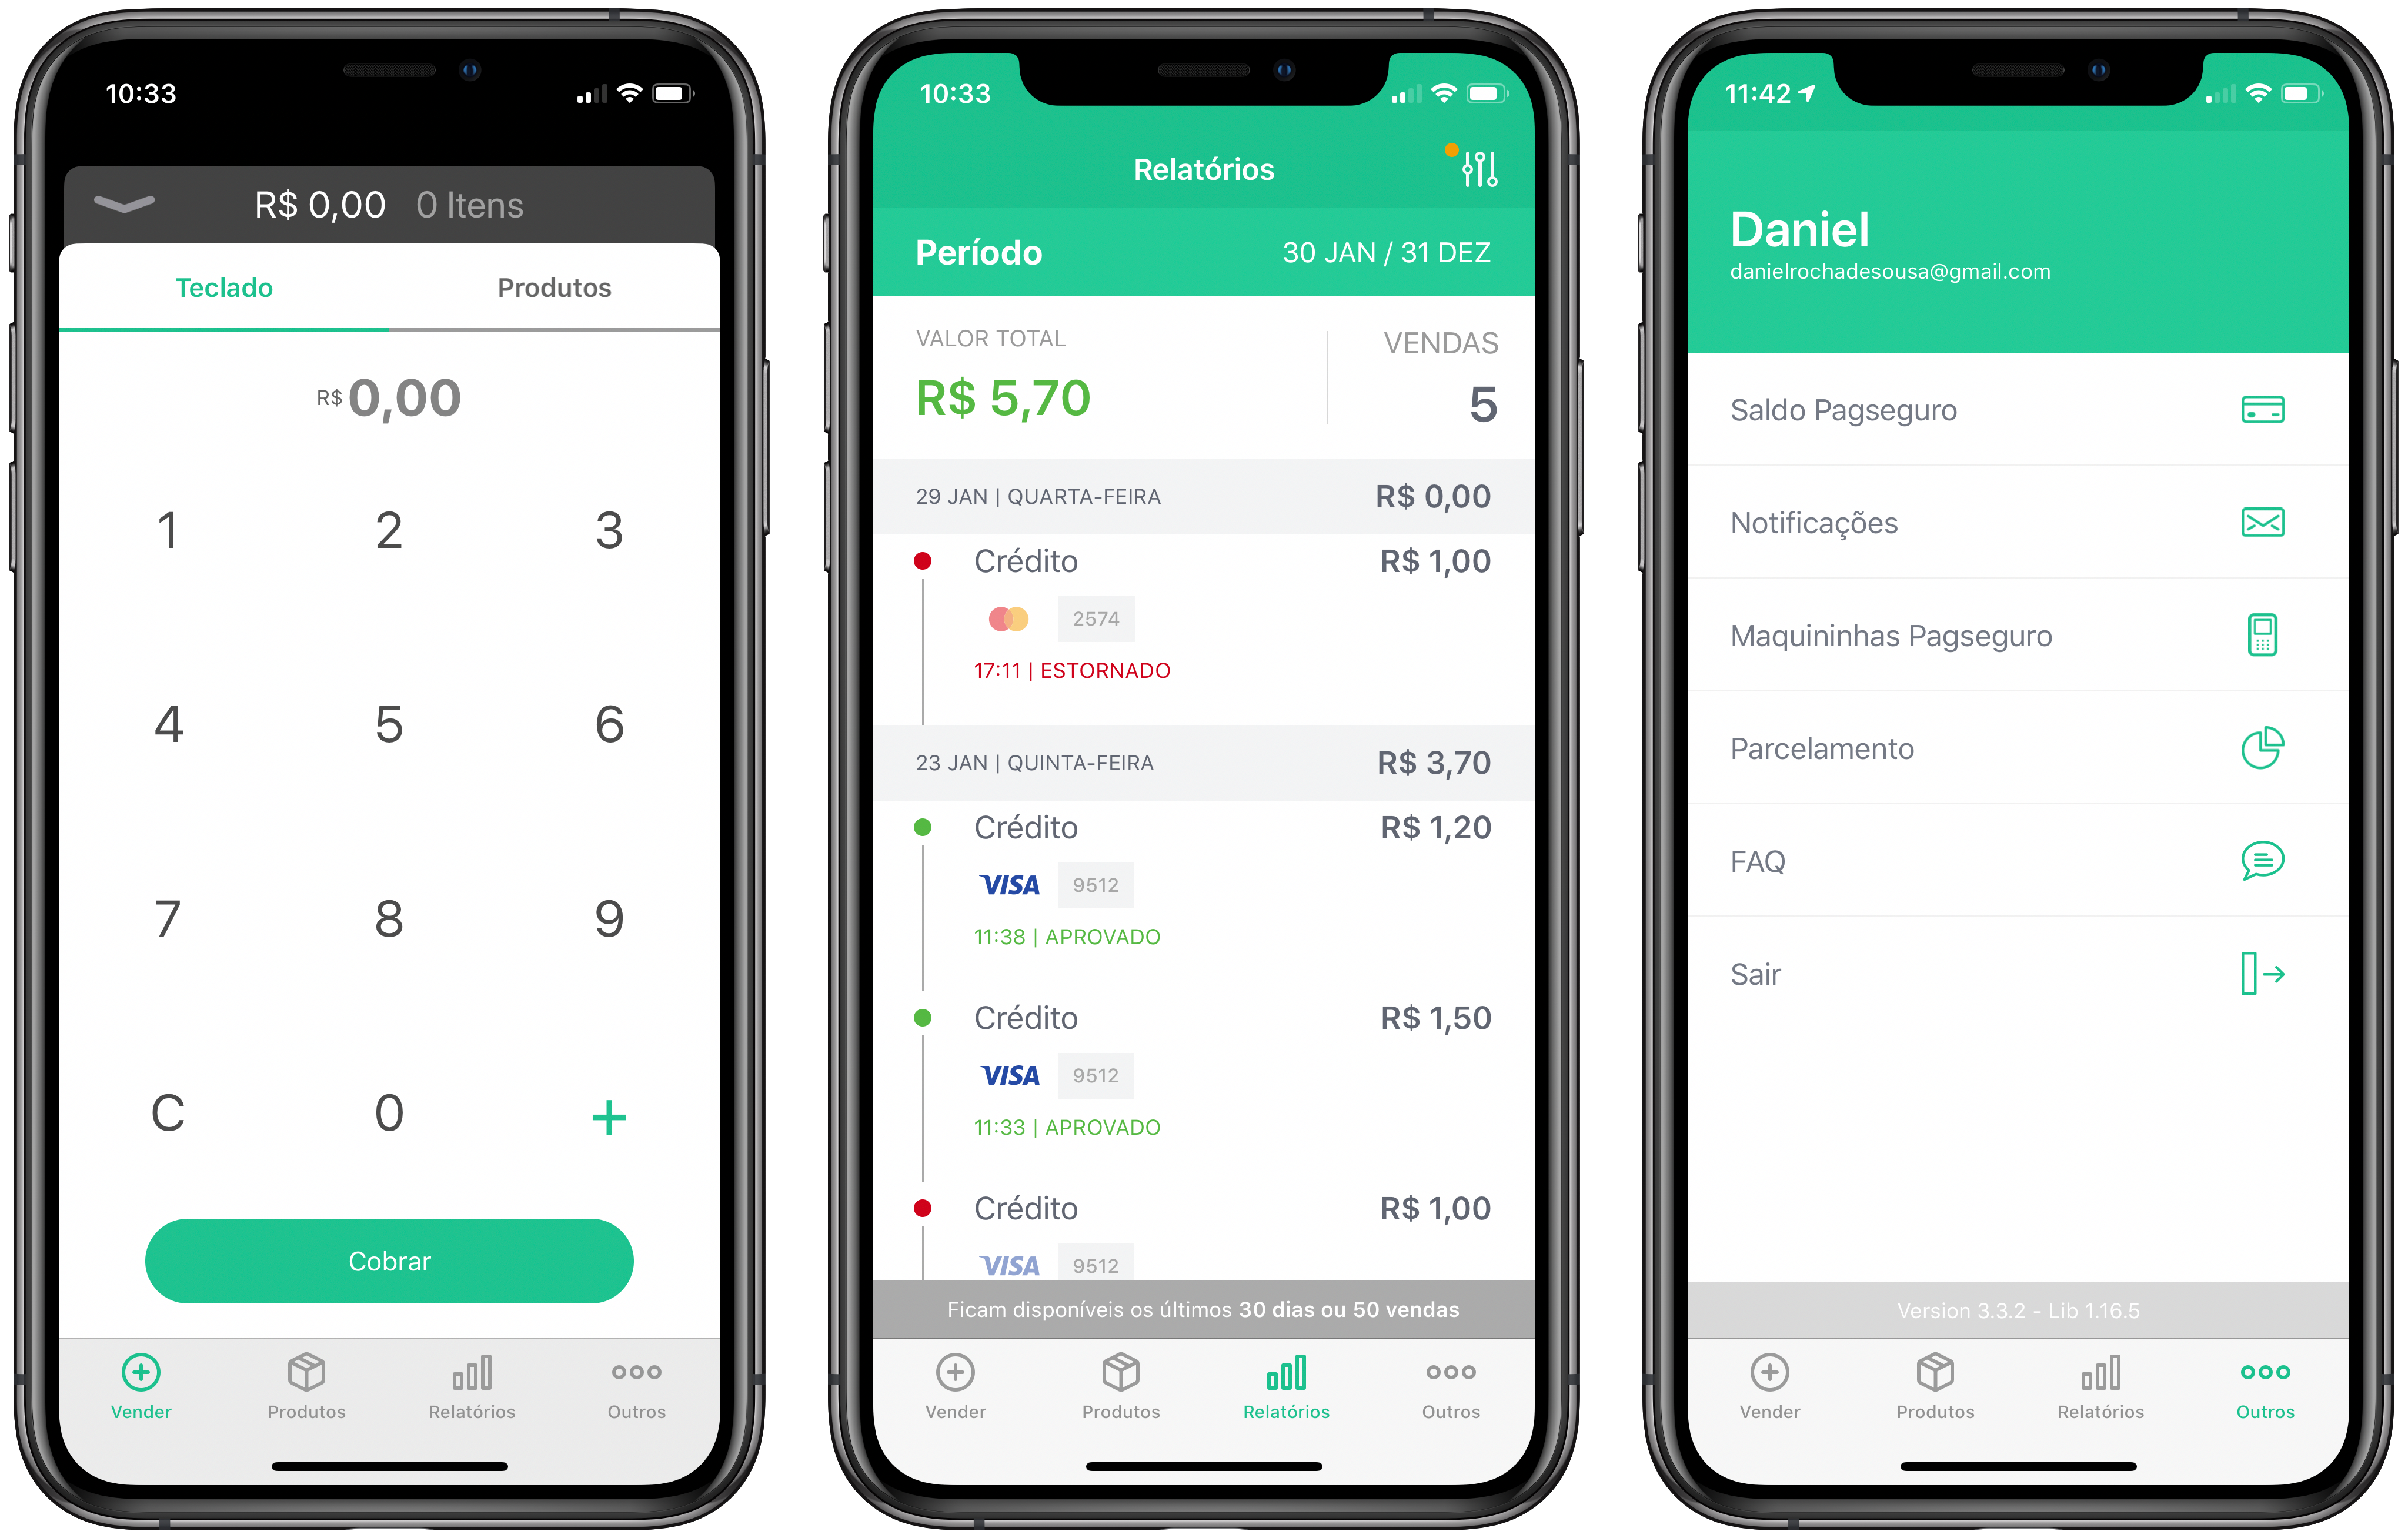 10:33
R$ 0,00 0 Itens
Teclado Produtos
R$ 0,00
1 2 3
4 5 6
7 8 9
C 0 +
Cobrar
Vender Produtos Relatórios Outros
10:33
Relatórios
Período 30 JAN / 31 DEZ
VALOR TOTAL VENDAS
R$ 5,70 5
29 JAN | QUARTA-FEIRA R$ 0,00
Crédito R$ 1,00
2574
17:11 | ESTORNADO
23 JAN | QUINTA-FEIRA R$ 3,70
Crédito R$ 1,20
VISA 9512
11:38 | APROVADO
Crédito R$ 1,50
VISA 9512
11:33 | APROVADO
Crédito R$ 1,00
VISA 9512
Ficam disponíveis os últimos 30 dias ou 50 vendas
Vender Produtos Relatórios Outros
11:42
Daniel
danielrochadesousa@gmail.com
Saldo Pagseguro
Notificações
Maquininhas Pagseguro
Parcelamento
FAQ
Sair
Version 3.3.2 - Lib 1.16.5
Vender Produtos Relatórios Outros